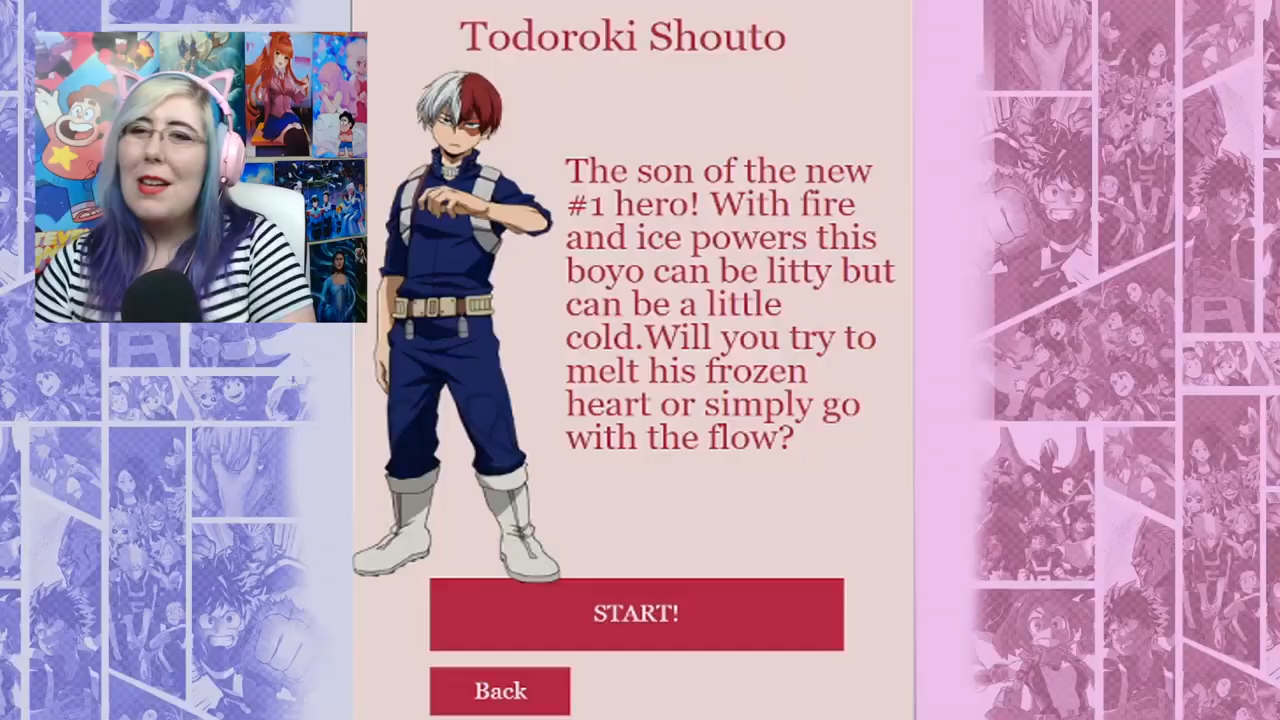 Todoroki Shouto
The son of the new
#1 hero! With fire
and ice powers this
boyo can be litty but
can be a little
cold.Will you try to
melt his frozen
heart or simply go
with the flow?
START!
Back